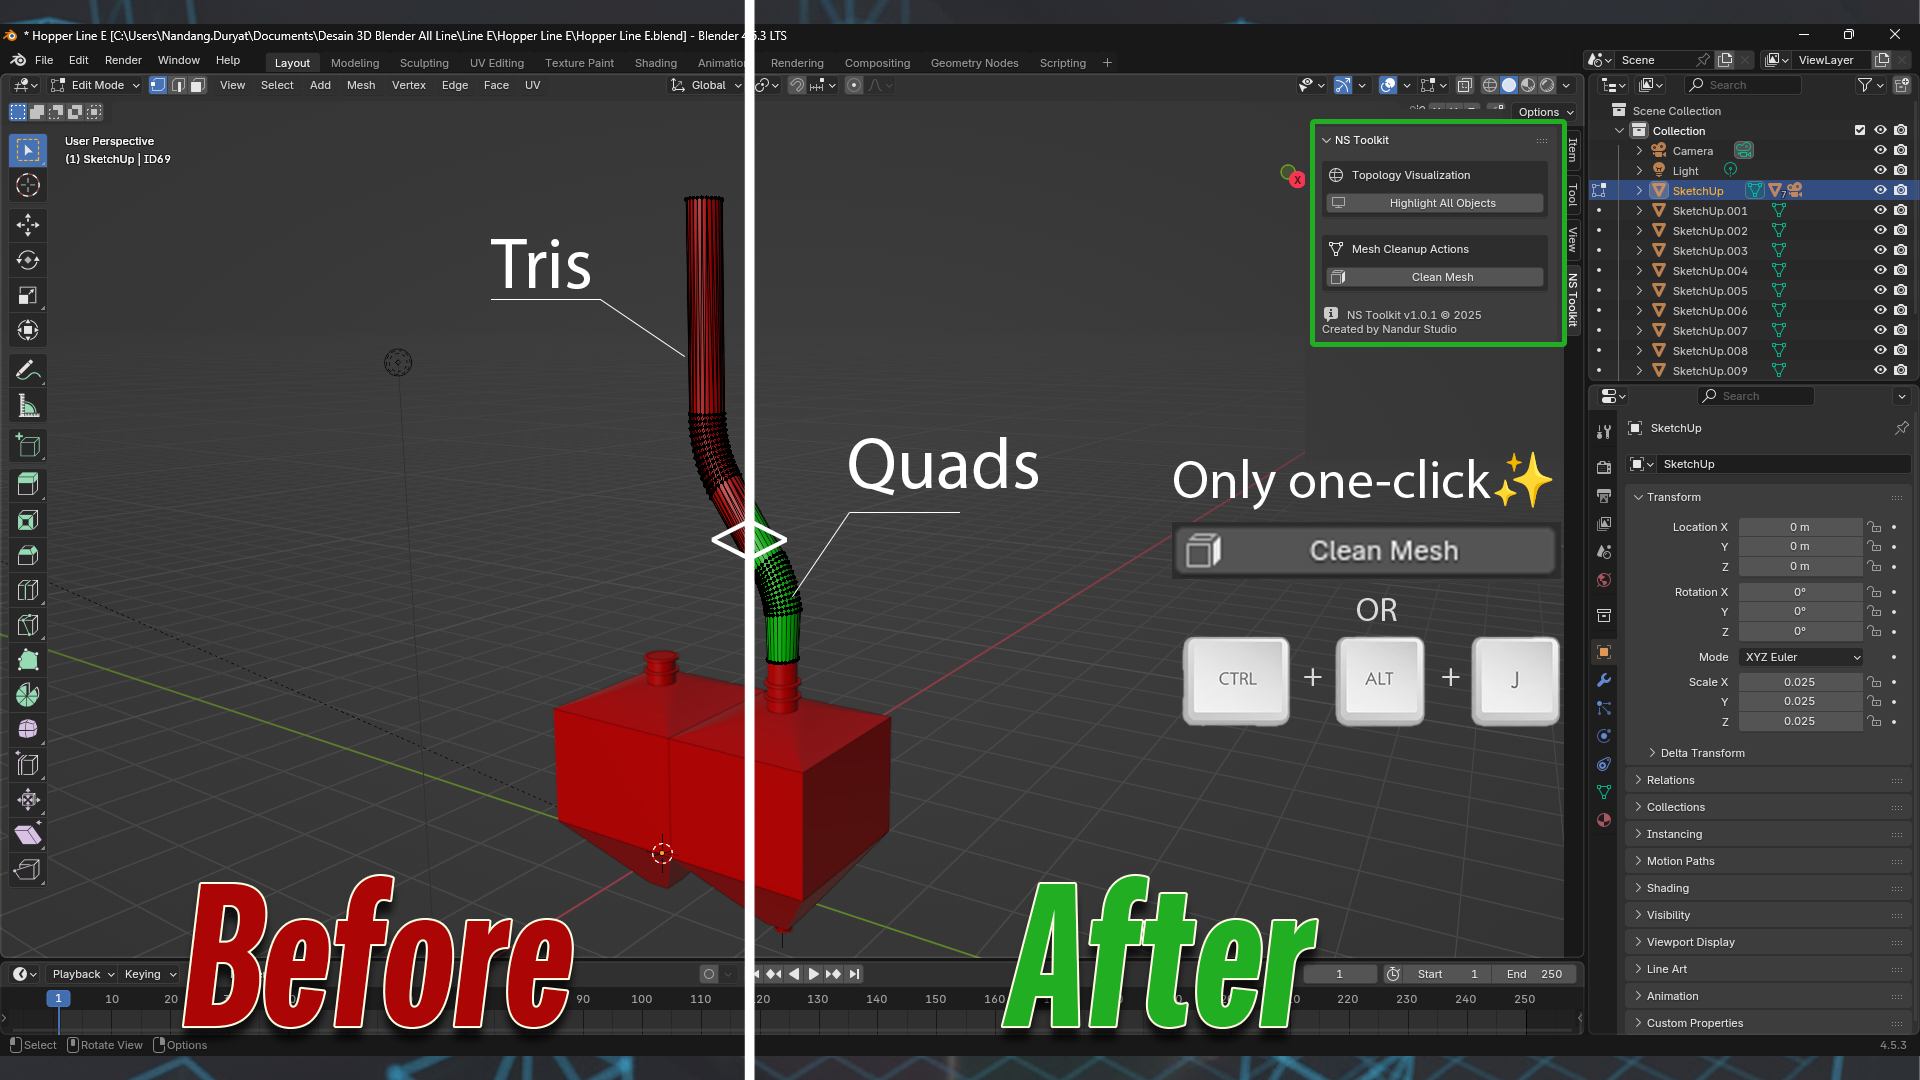 * Hopper Line E [C:\Users\Nandang.Duryat\Documents\Desain 3D Blender All Line\Line E\Hopper Line E\Hopper Line E.blend] - Blender 4.5.3 LTS
File Edit Render Window Help Layout Modeling Sculpting UV Editing Texture Paint Shading Rendering Compositing Geometry Nodes Scripting +
Scene ViewLayer
Edit Mode View Select Add Mesh Vertex Edge Face UV Global
Search
Options
User Perspective
(1) SketchUp | ID69
NS Toolkit
Topology Visualization
Highlight All Objects
Mesh Cleanup Actions
Clean Mesh
NS Toolkit v1.0.1 © 2025
Created by Nandur Studio
X
Item
Tool
View
NS Toolkit
Scene Collection
Collection
Camera
Light
SketchUp 7
SketchUp.001
SketchUp.002
SketchUp.003
SketchUp.004
SketchUp.005
SketchUp.006
SketchUp.007
SketchUp.008
SketchUp.009
Search
SketchUp
SketchUp
Transform
Location X 0 m
Y 0 m
Z 0 m
Rotation X 0°
Y 0°
Z 0°
Mode XYZ Euler
Scale X 0.025
Y 0.025
Z 0.025
Delta Transform
Relations
Collections
Instancing
Motion Paths
Shading
Visibility
Viewport Display
Line Art
Animation
Custom Properties
Tris
Quads
Only one-click✨
Clean Mesh
OR
CTRL + ALT + J
Before
After
Playback Keying
1 Start 1 End 250
1 10 20 90 100 110 120 130 140 150 160 220 230 240 250
Select Rotate View Options
4.5.3